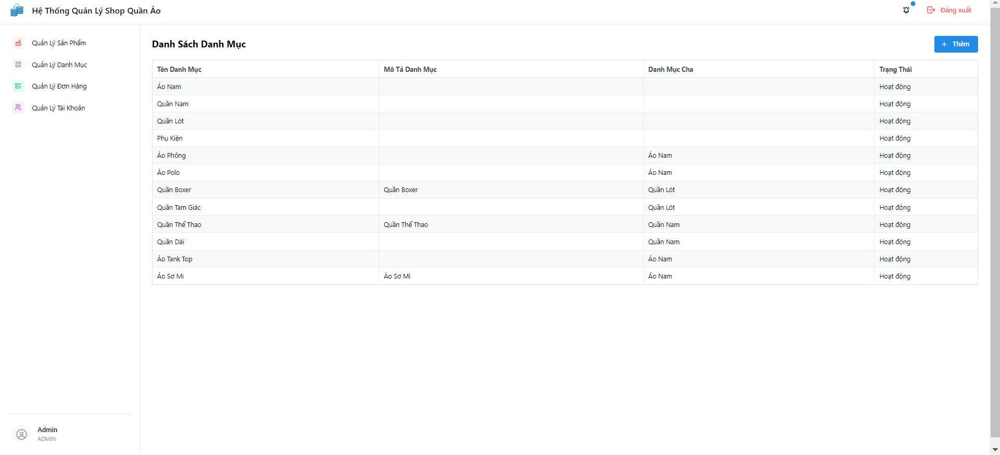 Hệ Thống Quản Lý Shop Quần Áo
Đăng xuất
Quản Lý Sản Phẩm
Quản Lý Danh Mục
Quản Lý Đơn Hàng
Quản Lý Tài Khoản
Admin
ADMIN
Danh Sách Danh Mục
Thêm
Tên Danh Mục Mô Tả Danh Mục Danh Mục Cha Trạng Thái
Áo Nam Hoạt động
Quần Nam Hoạt động
Quần Lót Hoạt động
Phụ Kiện Hoạt động
Áo Phông Áo Nam Hoạt động
Áo Polo Áo Nam Hoạt động
Quần Boxer Quần Boxer Quần Lót Hoạt động
Quần Tam Giác Quần Lót Hoạt động
Quần Thể Thao Quần Thể Thao Quần Nam Hoạt động
Quần Dài Quần Nam Hoạt động
Áo Tank Top Áo Nam Hoạt động
Áo Sơ Mi Áo Sơ Mi Áo Nam Hoạt động